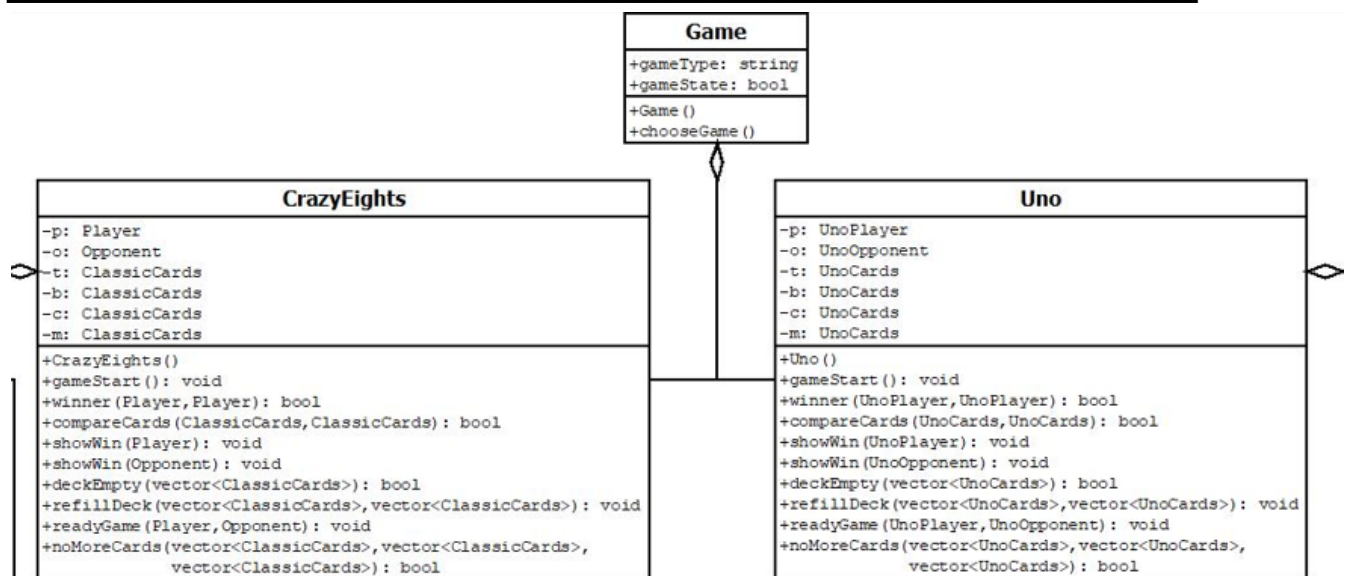 Game
+gameType: string
+gameState: bool
+Game()
+chooseGame()
CrazyEights
-p: Player
-o: Opponent
-t: ClassicCards
-b: ClassicCards
-c: ClassicCards
-m: ClassicCards
+CrazyEights()
+gameStart(): void
+winner(Player,Player): bool
+compareCards(ClassicCards,ClassicCards): bool
+showWin(Player): void
+showWin(Opponent): void
+deckEmpty(vector<ClassicCards>): bool
+refillDeck(vector<ClassicCards>,vector<ClassicCards>): void
+readyGame(Player,Opponent): void
+noMoreCards(vector<ClassicCards>,vector<ClassicCards>,
vector<ClassicCards>): bool
Uno
-p: UnoPlayer
-o: UnoOpponent
-t: UnoCards
-b: UnoCards
-c: UnoCards
-m: UnoCards
+Uno()
+gameStart(): void
+winner(UnoPlayer,UnoPlayer): bool
+compareCards(UnoCards,UnoCards): bool
+showWin(UnoPlayer): void
+showWin(UnoOpponent): void
+deckEmpty(vector<UnoCards>): bool
+refillDeck(vector<UnoCards>,vector<UnoCards>): void
+readyGame(UnoPlayer,UnoOpponent): void
+noMoreCards(vector<UnoCards>,vector<UnoCards>,
vector<UnoCards>): bool